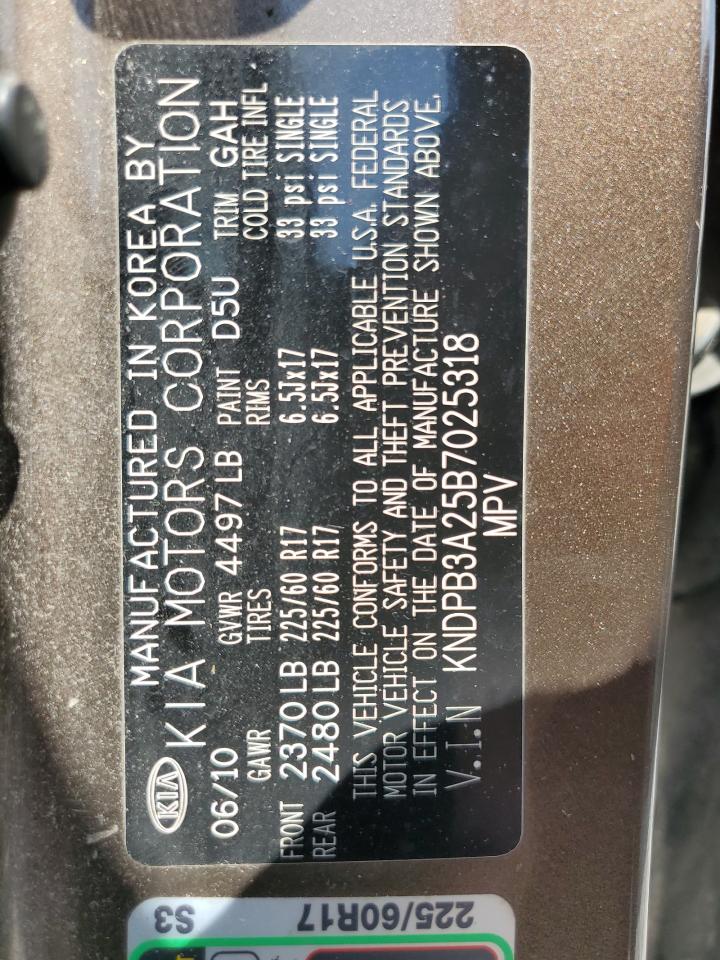 MANUFACTURED IN KOREA BY
KIA KIA MOTORS CORPORATION
06/10 GVWR 4497 LB PAINT D5U TRIM GAH
GAWR TIRES RIMS COLD TIRE INFL
FRONT 2370 LB 225/60 R17 6.5Jx17 33 psi SINGLE
REAR 2480 LB 225/60 R17 6.5Jx17 33 psi SINGLE
THIS VEHICLE CONFORMS TO ALL APPLICABLE U.S.A. FEDERAL
MOTOR VEHICLE SAFETY AND THEFT PREVENTION STANDARDS
IN EFFECT ON THE DATE OF MANUFACTURE SHOWN ABOVE.
V.I.N KNDPB3A25B7025318
MPV
S3
225/60R17